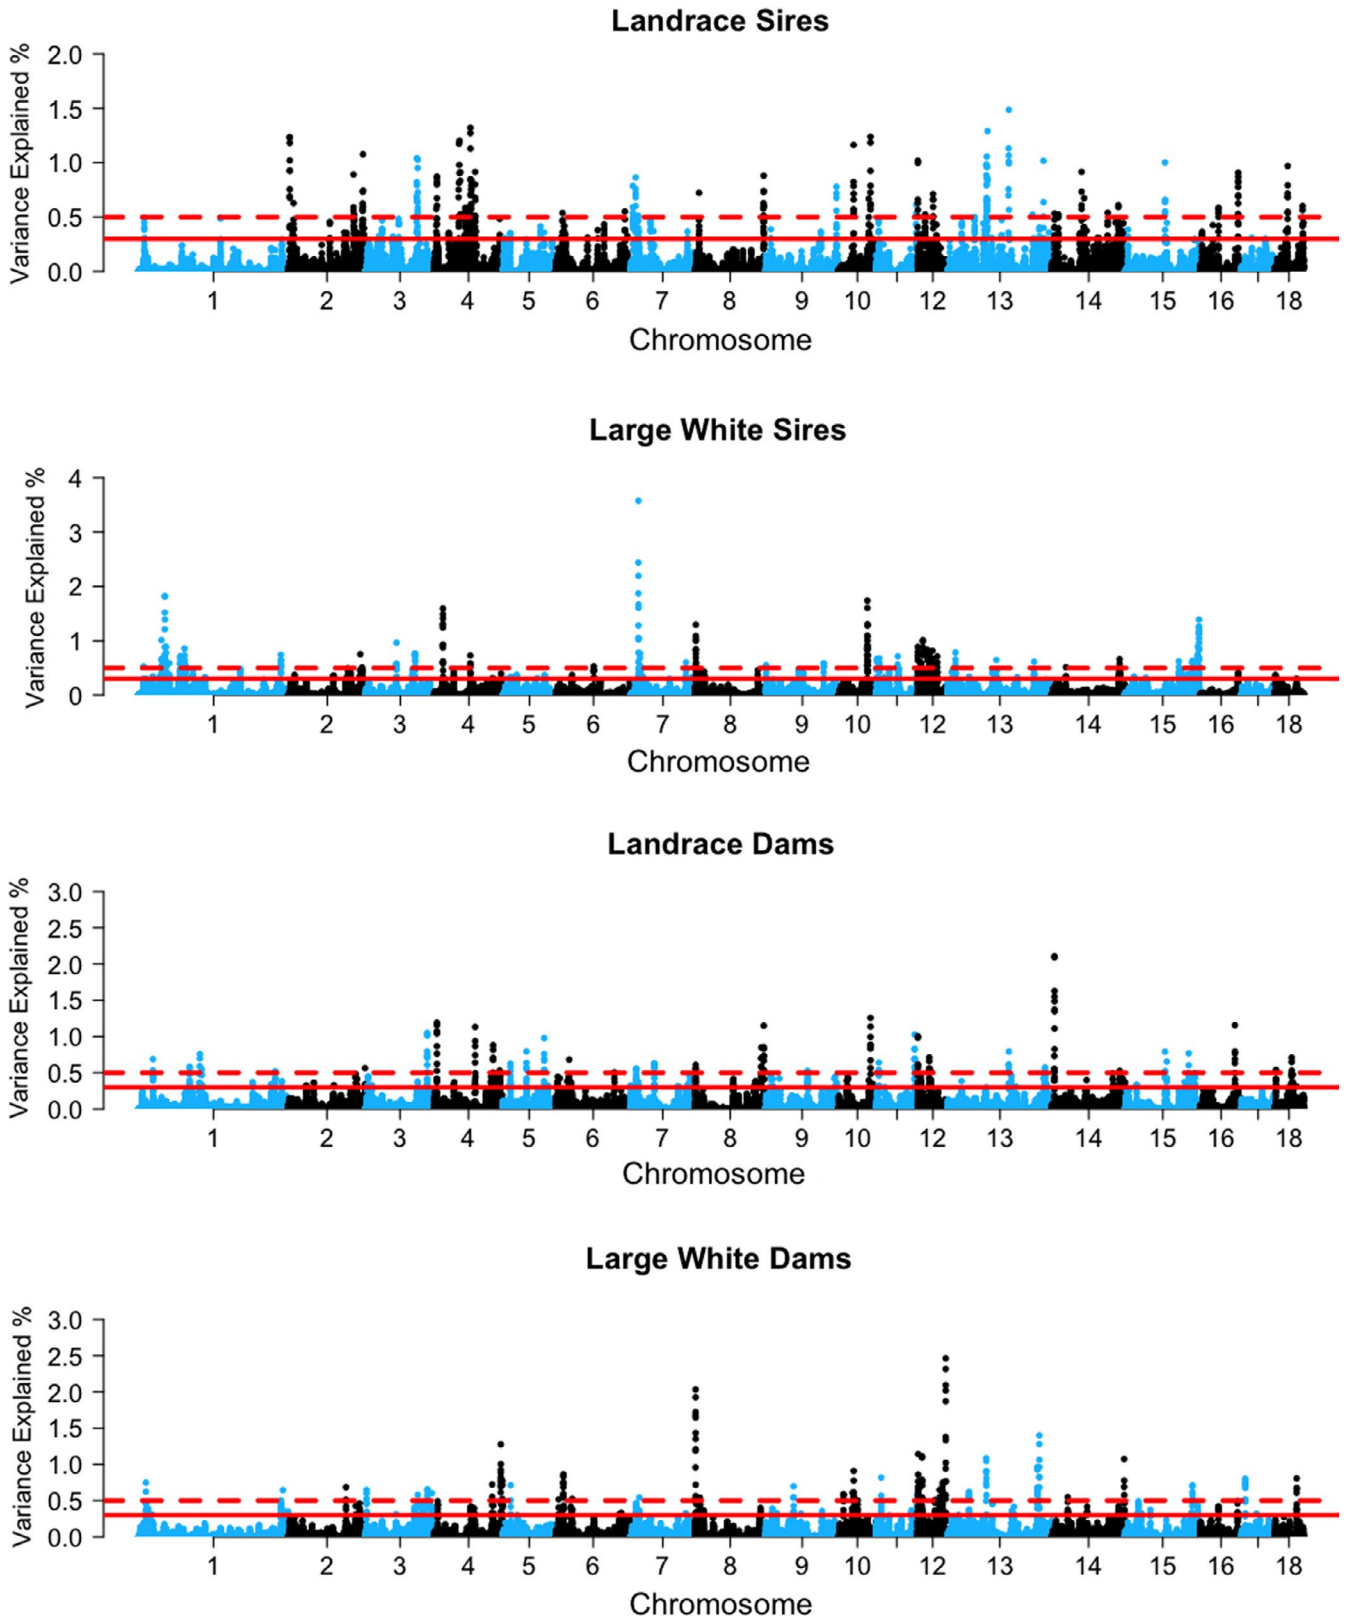 Landrace Sires
Variance Explained %
2.0
1.5
1.0
0.5
0.0
1 2 3 4 5 6 7 8 9 10 12 13 14 15 16 18
Chromosome
Large White Sires
Variance Explained %
4
3
2
1
0
1 2 3 4 5 6 7 8 9 10 12 13 14 15 16 18
Chromosome
Landrace Dams
Variance Explained %
3.0
2.5
2.0
1.5
1.0
0.5
0.0
1 2 3 4 5 6 7 8 9 10 12 13 14 15 16 18
Chromosome
Large White Dams
Variance Explained %
3.0
2.5
2.0
1.5
1.0
0.5
0.0
1 2 3 4 5 6 7 8 9 10 12 13 14 15 16 18
Chromosome